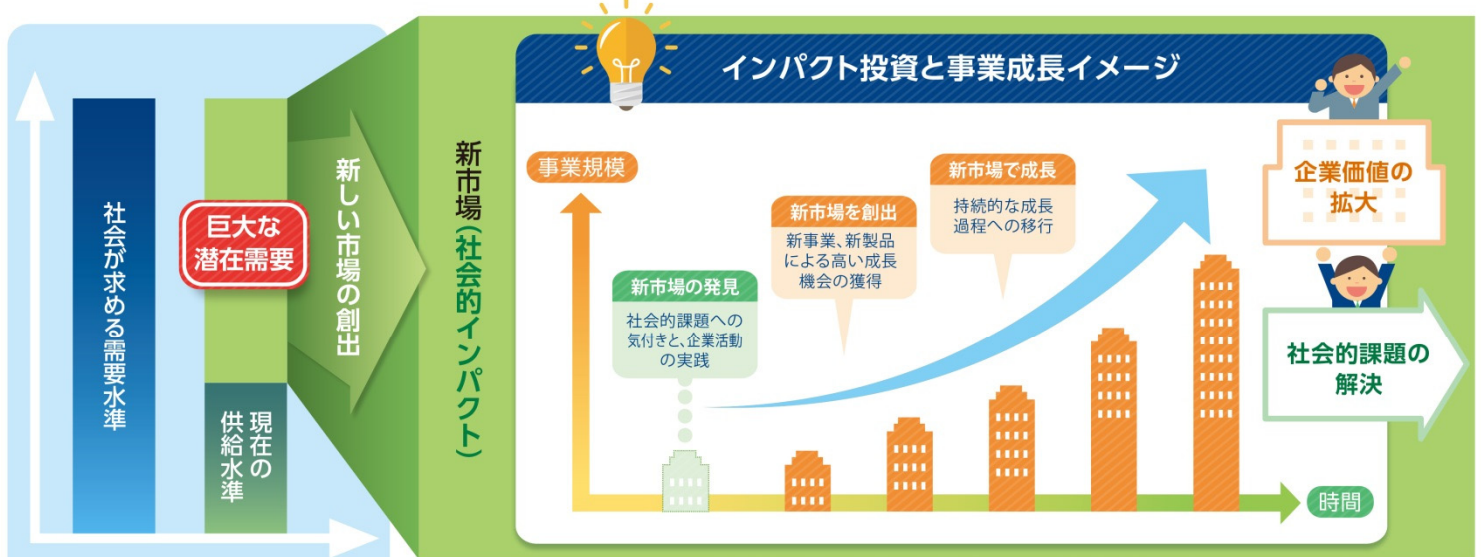 社会が求める需要水準
巨大な
潜在需要
現在の
供給水準
新しい市場の創出
新市場(社会的インパクト)
インパクト投資と事業成長イメージ
事業規模
新市場の発見
社会的課題への
気付きと、企業活動
の実践
新市場を創出
新事業、新製品
による高い成長
機会の獲得
新市場で成長
持続的な成長
過程への移行
企業価値の
拡大
社会的課題の
解決
時間